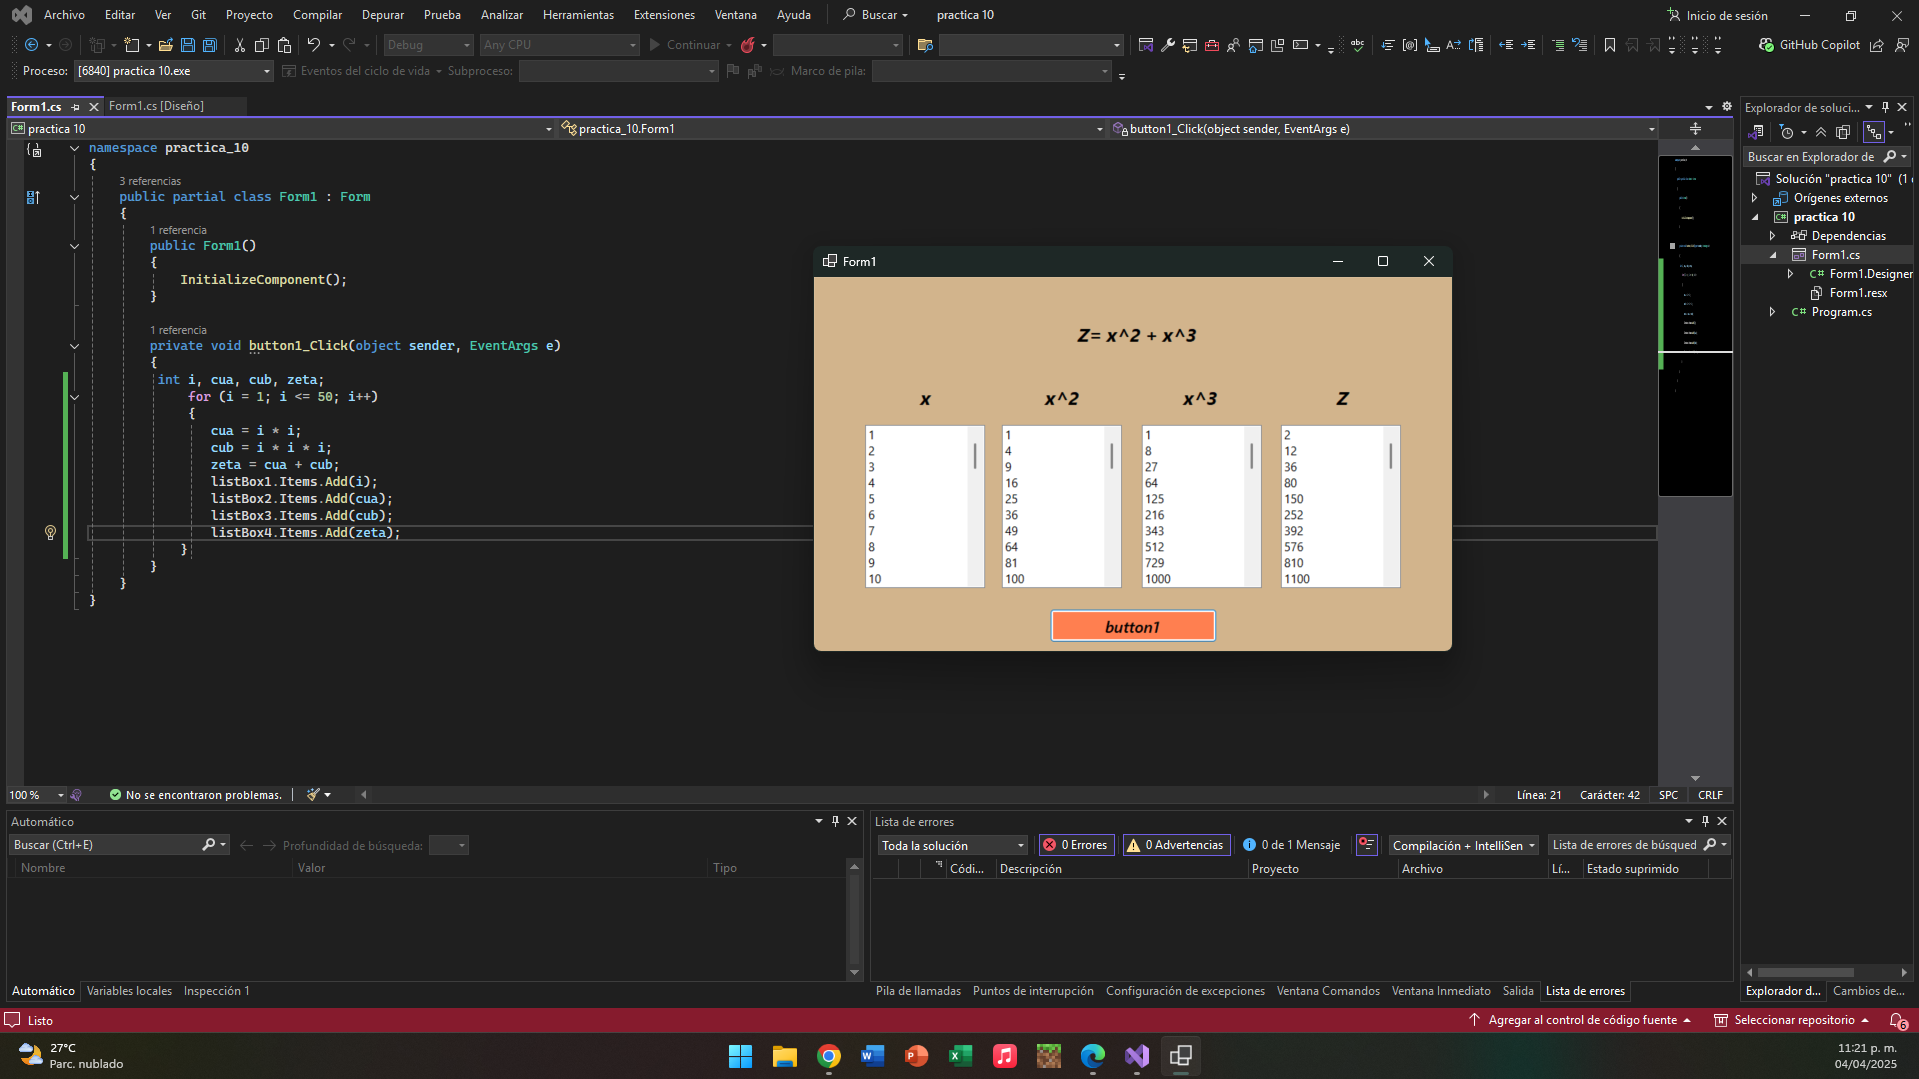 Archivo Editar Ver Git Proyecto Compilar Depurar Prueba Analizar Herramientas Extensiones Ventana Ayuda Buscar practica 10 Inicio de sesión
Debug Any CPU Continuar GitHub Copilot
Proceso: [6840] practica 10.exe Eventos del ciclo de vida Subproceso: Marco de pila:
Form1.cs Form1.cs [Diseño]
practica 10 practica_10.Form1 button1_Click(object sender, EventArgs e)
namespace practica_10
{
3 referencias
public partial class Form1 : Form
{
1 referencia
public Form1()
{
InitializeComponent();
}
1 referencia
private void button1_Click(object sender, EventArgs e)
{
int i, cua, cub, zeta;
for (i = 1; i <= 50; i++)
{
cua = i * i;
cub = i * i * i;
zeta = cua + cub;
listBox1.Items.Add(i);
listBox2.Items.Add(cua);
listBox3.Items.Add(cub);
listBox4.Items.Add(zeta);
}
}
}
}
Form1
Z= x^2 + x^3
x x^2 x^3 Z
1 1 1 2
2 4 8 12
3 9 27 36
4 16 64 80
5 25 125 150
6 36 216 252
7 49 343 392
8 64 512 576
9 81 729 810
10 100 1000 1100
button1
Explorador de soluci...
Buscar en Explorador de
Solución "practica 10" (1
Orígenes externos
practica 10
Dependencias
Form1.cs
Form1.Designer
Form1.resx
Program.cs
100 % No se encontraron problemas. Línea: 21 Carácter: 42 SPC CRLF
Automático
Buscar (Ctrl+E) Profundidad de búsqueda:
Nombre Valor Tipo
Automático Variables locales Inspección 1
Lista de errores
Toda la solución 0 Errores 0 Advertencias 0 de 1 Mensaje Compilación + IntelliSen Lista de errores de búsqued
Códi... Descripción Proyecto Archivo Lí... Estado suprimido
Pila de llamadas Puntos de interrupción Configuración de excepciones Ventana Comandos Ventana Inmediato Salida Lista de errores
Explorador d... Cambios de...
Listo Agregar al control de código fuente Seleccionar repositorio 6
27°C
Parc. nublado
11:21 p. m.
04/04/2025